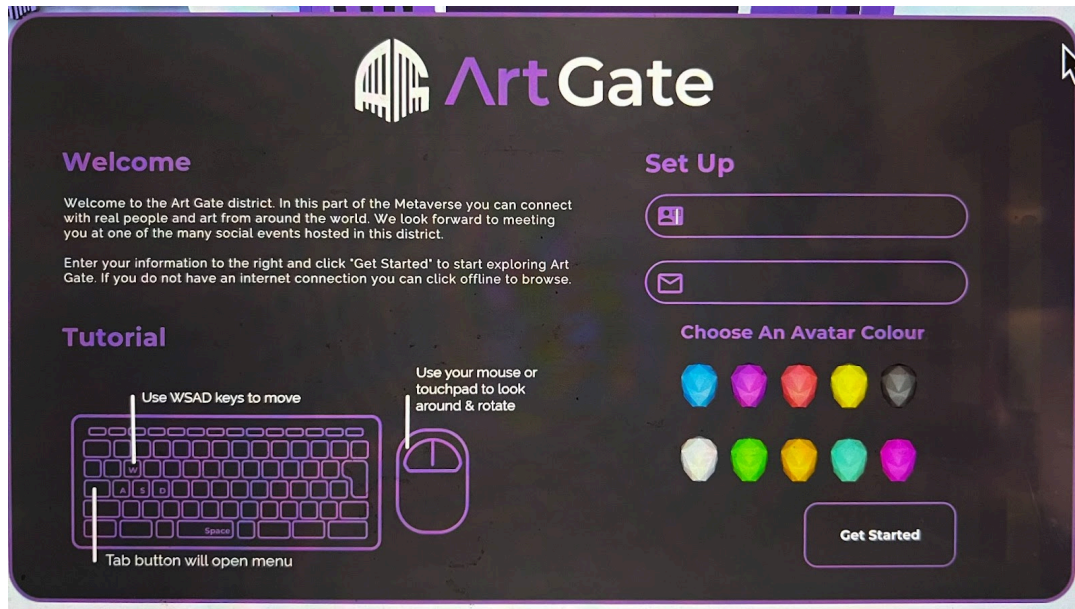 Art Gate
Welcome
Welcome to the Art Gate district. In this part of the Metaverse you can connect
with real people and art from around the world. We look forward to meeting
you at one of the many social events hosted in this district.
Enter your information to the right and click "Get Started" to start exploring Art
Gate. If you do not have an internet connection you can click offline to browse.
Tutorial
Use WSAD keys to move
W
A S D
Space
Tab button will open menu
Use your mouse or
touchpad to look
around & rotate
Set Up
Choose An Avatar Colour
Get Started